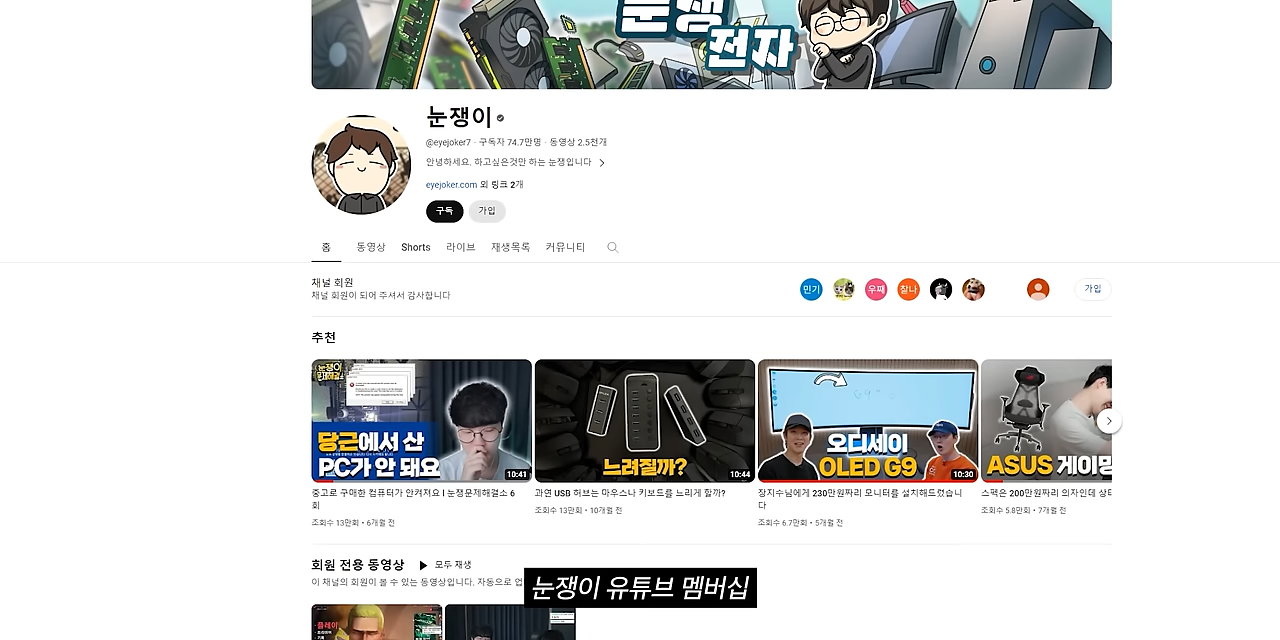 눈쟁
전자
눈쟁이
@eyejoker7 · 구독자 74.7만명 · 동영상 2.5천개
안녕하세요. 하고싶은것만 하는 눈쟁입니다
eyejoker.com 외 링크 2개
구독 가입
홈 동영상 Shorts 라이브 재생목록 커뮤니티
채널 회원
채널 회원이 되어 주셔서 감사합니다
민기 우째 잘나 가입
추천
눈쟁이
문제해결소
당근에서 산
PC가 안 돼요
10:41
느려질까?
10:44
오디세이
OLED G9
10:30
ASUS 게이밍
중고로 구매한 컴퓨터가 안켜져요 l 눈쟁문제해결소 6
회
조회수 13만회 • 6개월 전
과연 USB 허브는 마우스나 키보드를 느리게 할까?
조회수 13만회 • 10개월 전
장지수님에게 230만원짜리 모니터를 설치해드렸습니
다
조회수 6.7만회 • 5개월 전
스펙은 200만원짜리 의자인데
조회수 5.8만회 • 7개월 전
회원 전용 동영상 모두 재생
이 채널의 회원이 볼 수 있는 동영상입니다. 자동으로 업
눈쟁이 유튜브 멤버십
플레이